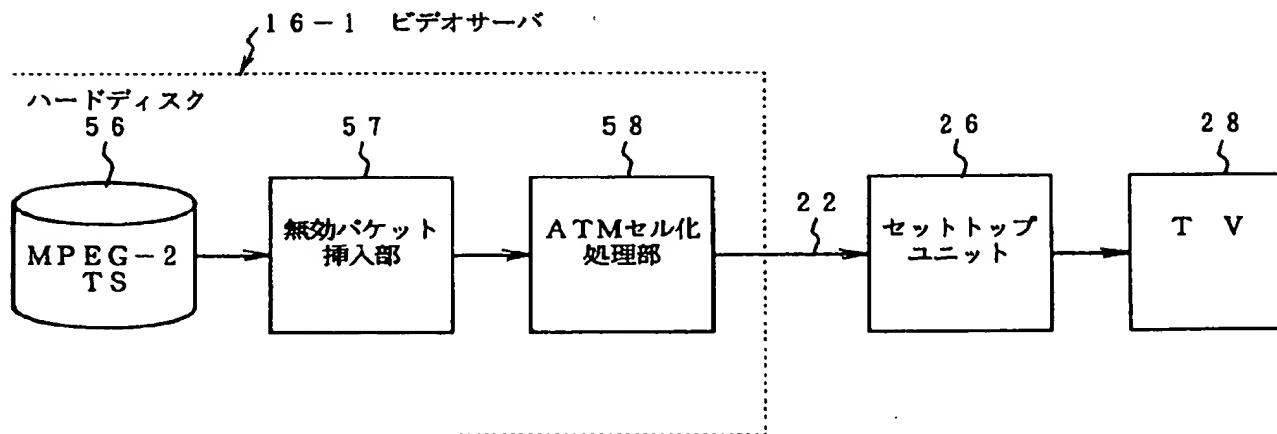 16-1 ビデオサーバ
ハードディスク
56
57
58
26
28
22
MPEG-2
TS
無効パケット
挿入部
ATMセル化
処理部
セットトップ
ユニット
TV